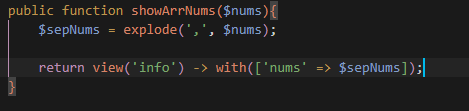 public function showArrNums($nums){
    $sepNums = explode(',', $nums);

    return view('info') -> with(['nums' => $sepNums]);
}